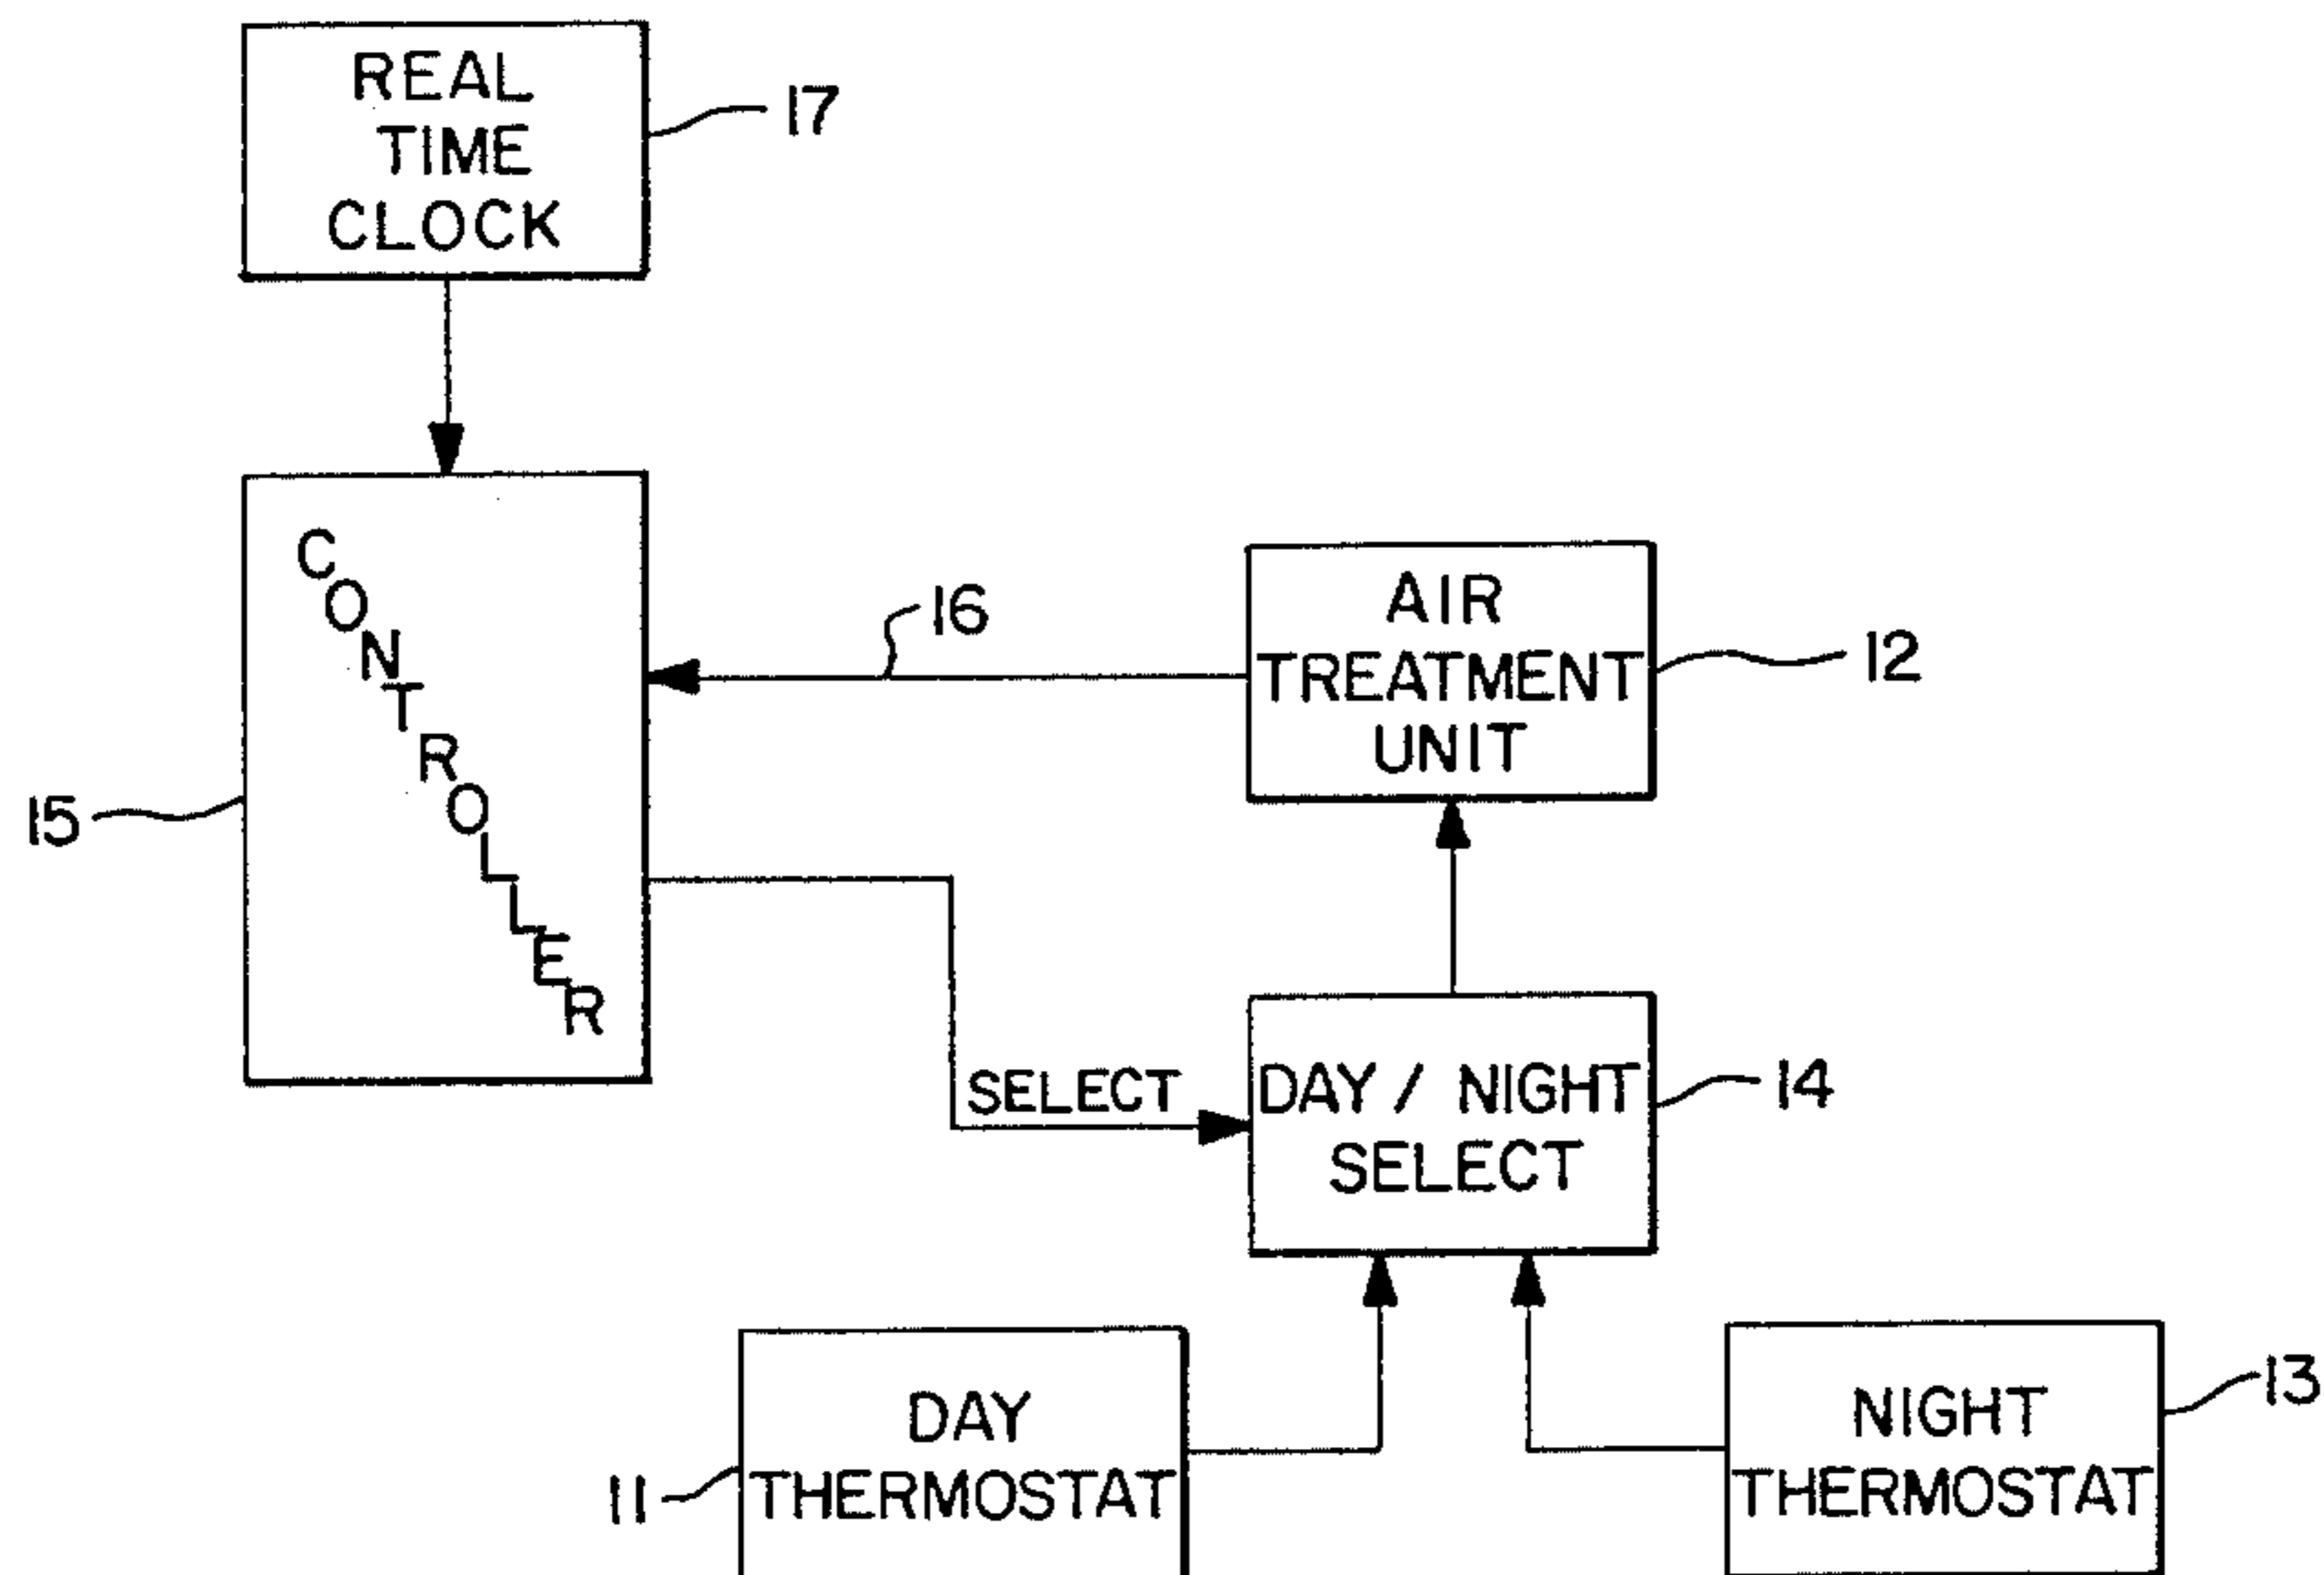 REAL
TIME
CLOCK
17
CONTROLLER
15
16
AIR
TREATMENT
UNIT
12
SELECT
DAY / NIGHT
SELECT
14
DAY
THERMOSTAT
11
NIGHT
THERMOSTAT
13